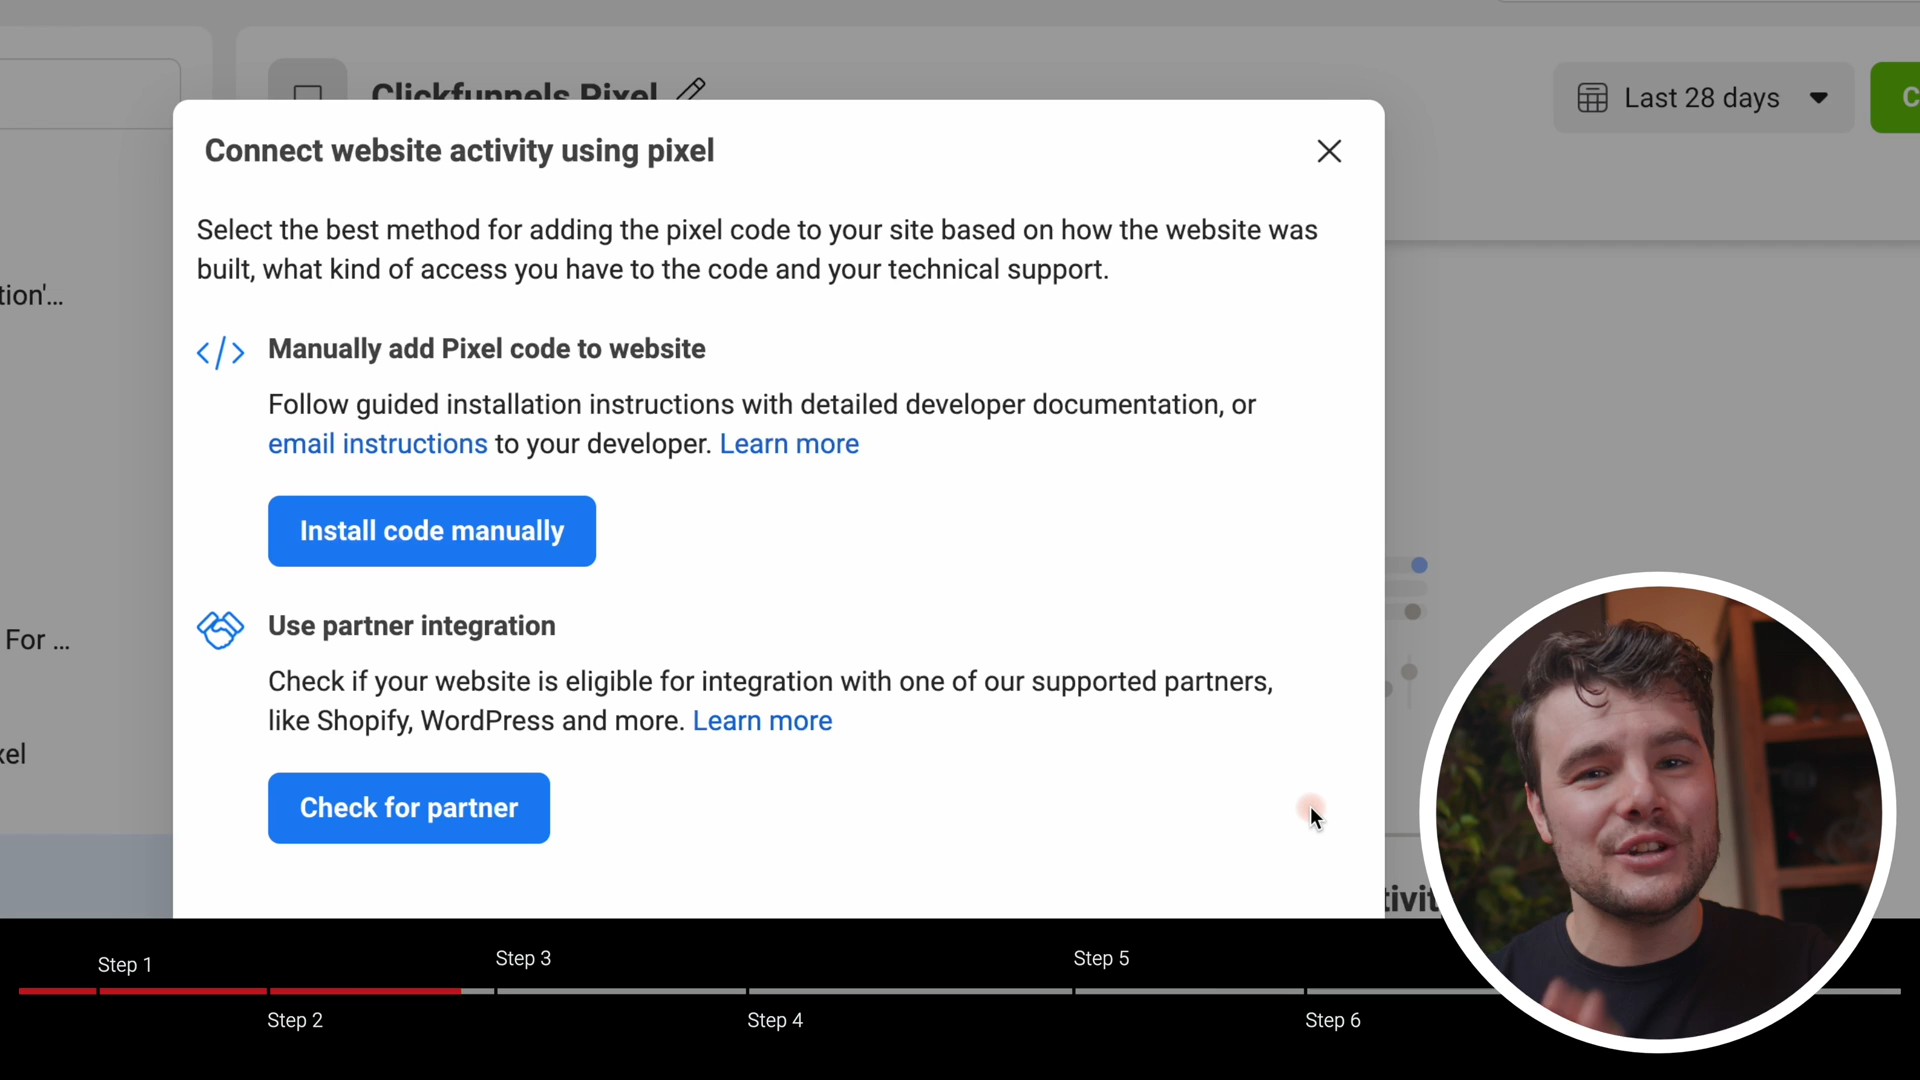 Clickfunnels Pixel
Last 28 days
C
Connect website activity using pixel
Select the best method for adding the pixel code to your site based on how the website was
built, what kind of access you have to the code and your technical support.
tion'...
Manually add Pixel code to website
Follow guided installation instructions with detailed developer documentation, or
email instructions to your developer. Learn more
Install code manually
Use partner integration
For ...
Check if your website is eligible for integration with one of our supported partners,
like Shopify, WordPress and more. Learn more
xel
Check for partner
tivit
Step 1
Step 2
Step 3
Step 4
Step 5
Step 6